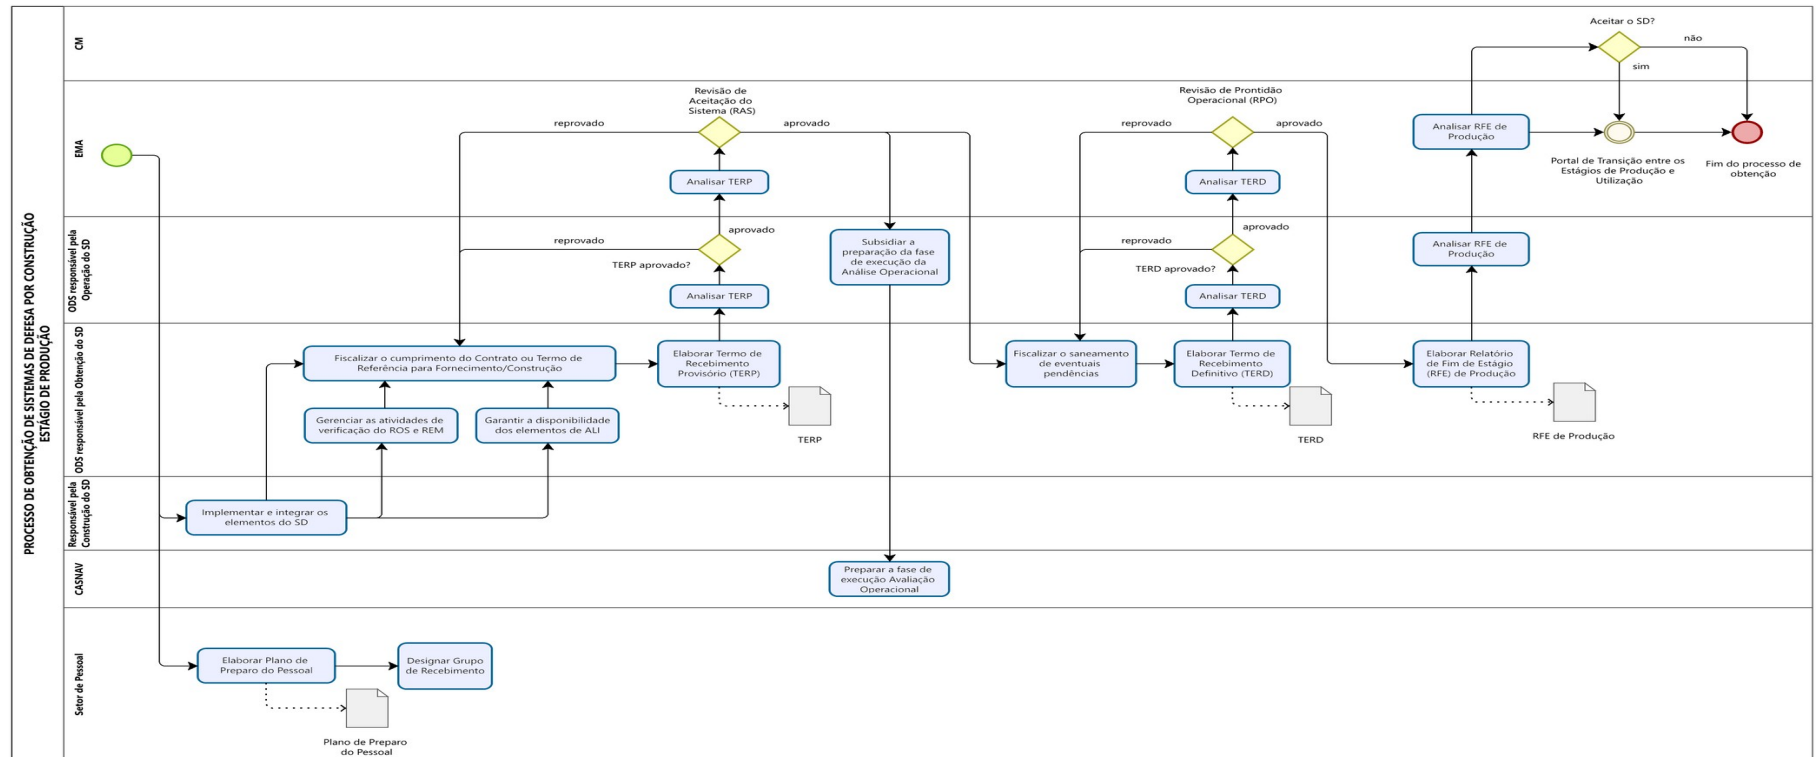 PROCESSO DE OBTENÇÃO DE SISTEMAS DE DEFESA POR CONSTRUÇÃO
ESTÁGIO DE PRODUÇÃO
CM
Aceitar o SD?
não
sim
EMA
Revisão de
Aceitação do
Sistema (RAS)
reprovado
aprovado
Analisar TERP
Revisão de Prontidão
Operacional (RPO)
reprovado
aprovado
Analisar TERD
Analisar RFE de
Produção
Portal de Transição entre os
Estágios de Produção e
Utilização
Fim do processo de
obtenção
ODS responsável pela
Operação do SD
aprovado
reprovado
TERP aprovado?
Analisar TERP
Subsidiar a
preparação da fase
de execução da
Análise Operacional
aprovado
reprovado
TERD aprovado?
Analisar TERD
Analisar RFE de
Produção
ODS responsável pela Obtenção do SD
Fiscalizar o cumprimento do Contrato ou Termo de
Referência para Fornecimento/Construção
Gerenciar as atividades de
verificação do ROS e REM
Garantir a disponibilidade
dos elementos de ALI
Elaborar Termo de
Recebimento
Provisório (TERP)
TERP
Fiscalizar o saneamento
de eventuais
pendências
Elaborar Termo de
Recebimento
Definitivo (TERD)
TERD
Elaborar Relatório
de Fim de Estágio
(RFE) de Produção
RFE de Produção
Responsável pela
Construção do SD
Implementar e integrar os
elementos do SD
CASNAV
Preparar a fase de
execução Avaliação
Operacional
Setor de Pessoal
Elaborar Plano de
Preparo do Pessoal
Designar Grupo
de Recebimento
Plano de Preparo
do Pessoal